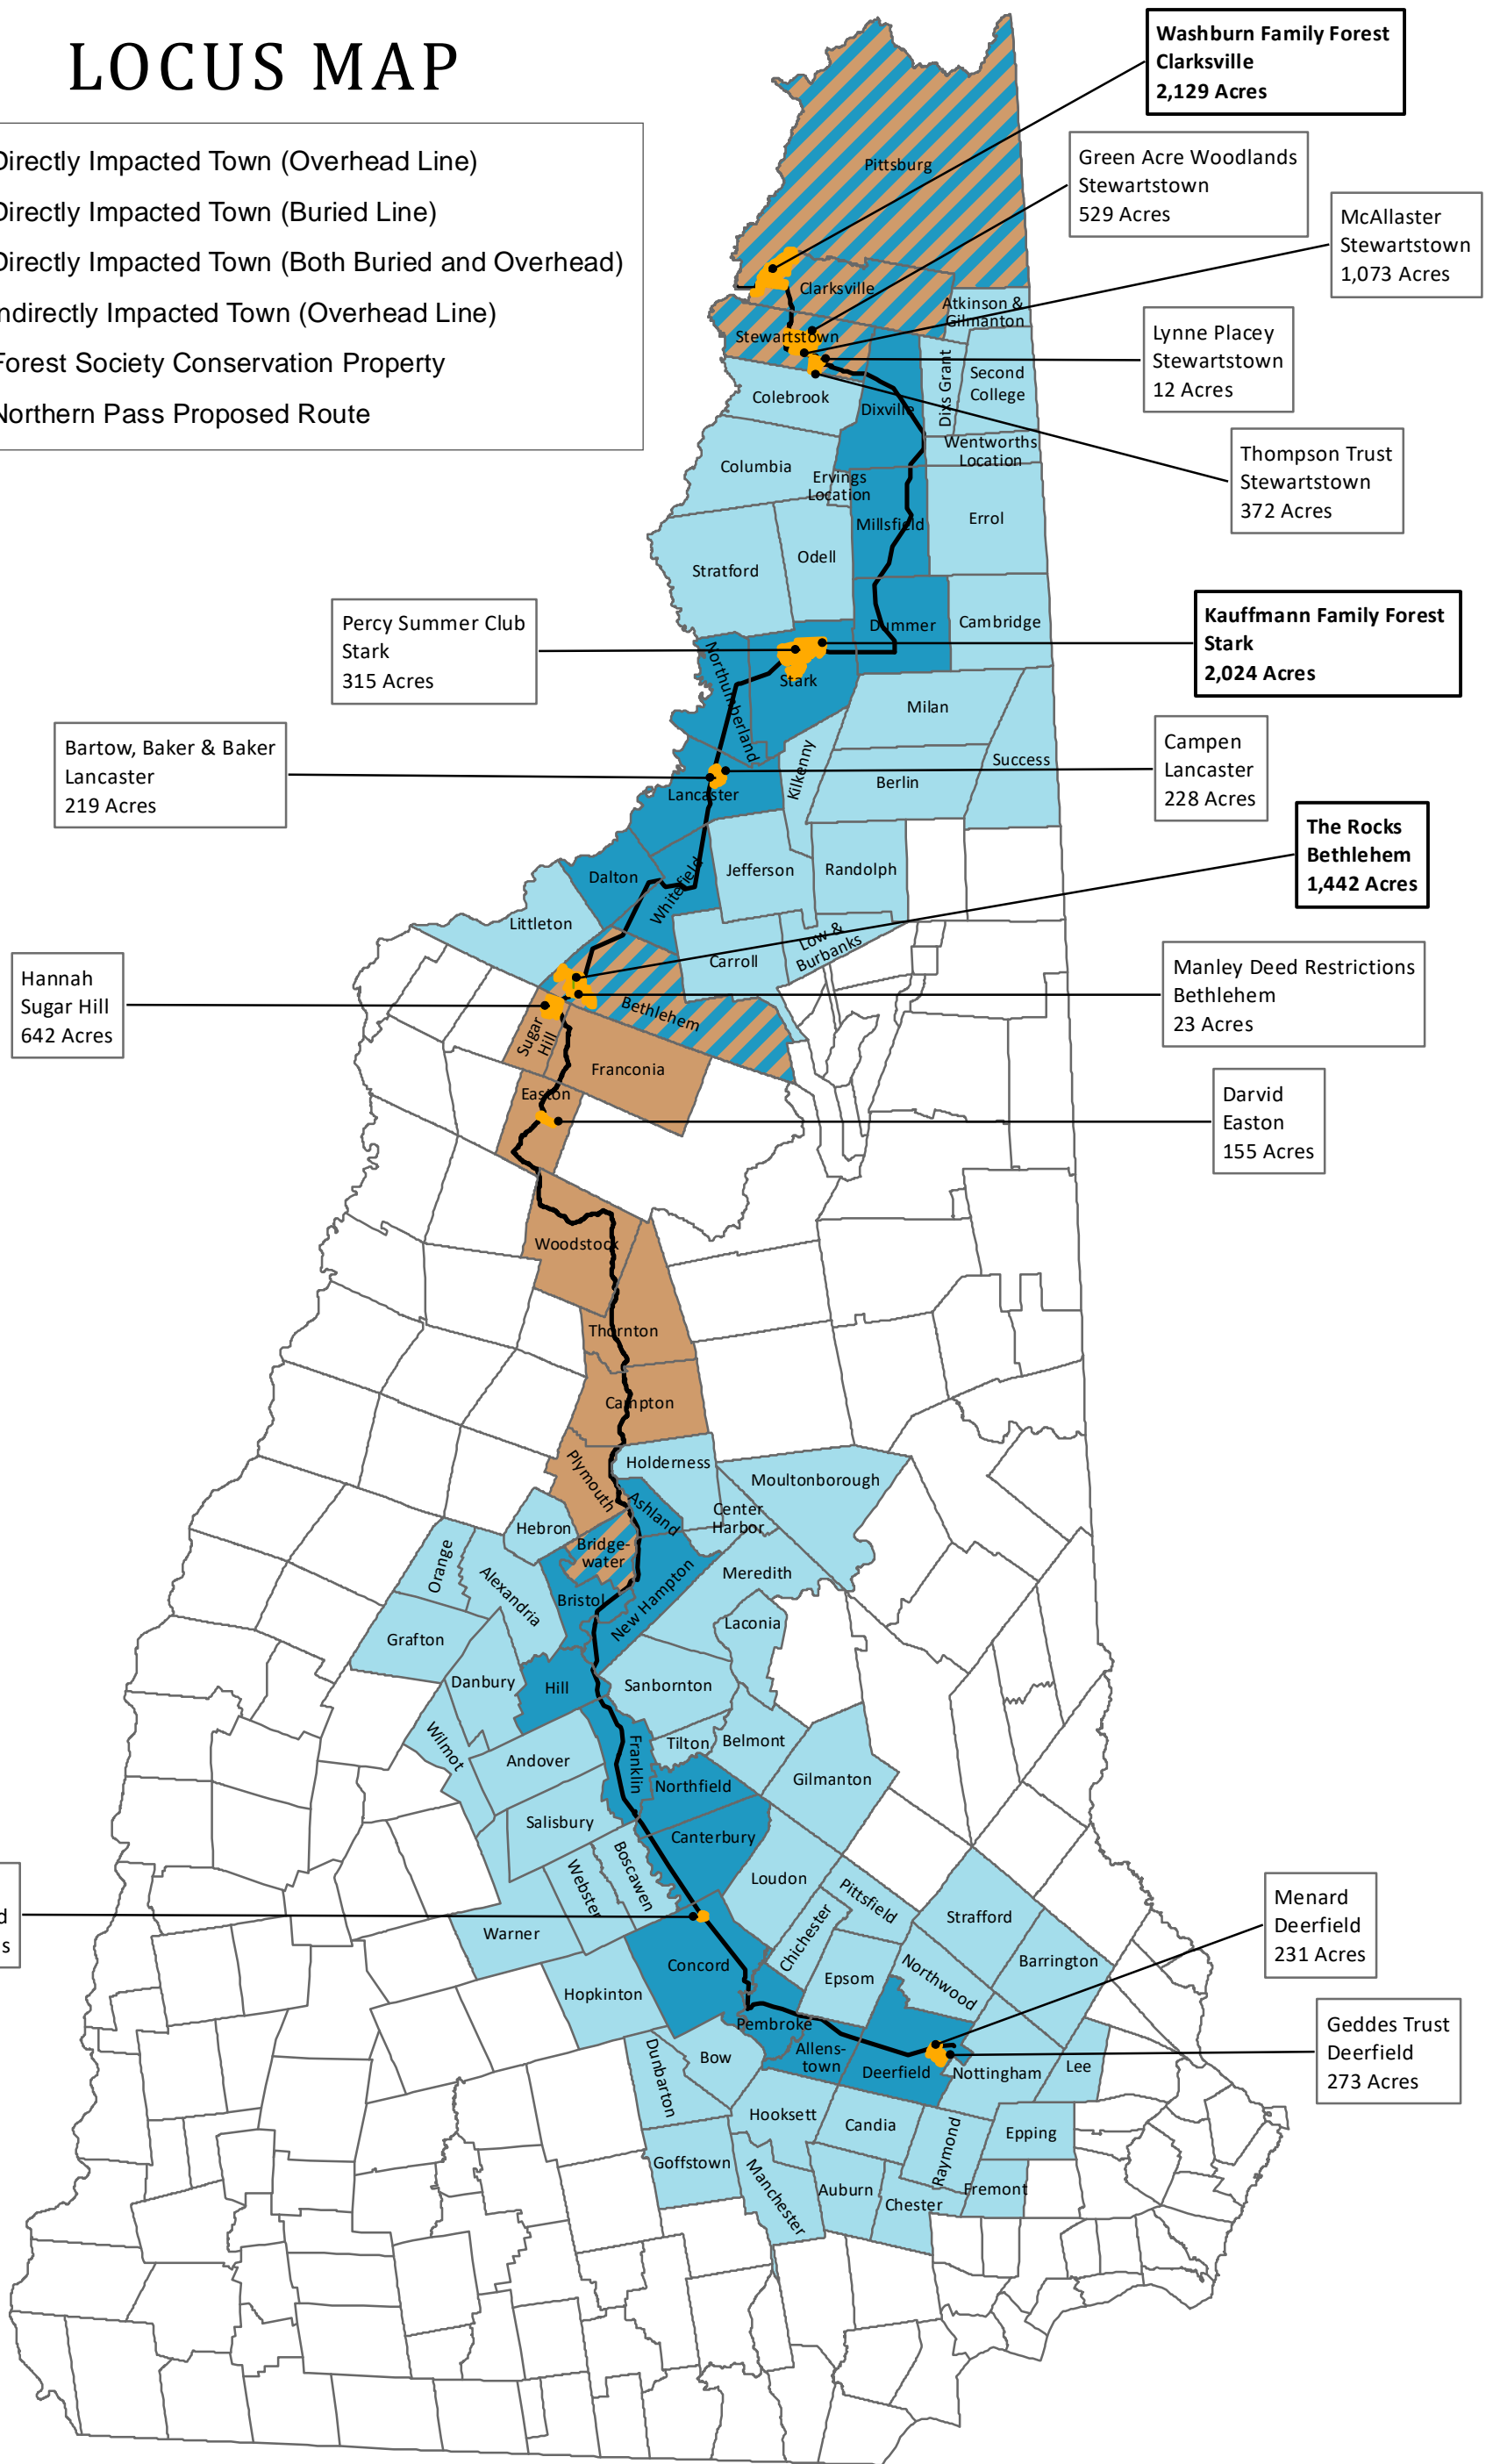 LOCUS MAP
Directly Impacted Town (Overhead Line)
Directly Impacted Town (Buried Line)
Directly Impacted Town (Both Buried and Overhead)
ndirectly Impacted Town (Overhead Line)
Forest Society Conservation Property
Northern Pass Proposed Route
Washburn Family Forest
Clarksville
2,129 Acres
Green Acre Woodlands
Stewartstown
529 Acres
McAllaster
Stewartstown
1,073 Acres
Lynne Placey
Stewartstown
12 Acres
Thompson Trust
Stewartstown
372 Acres
Percy Summer Club
Stark
315 Acres
Kauffmann Family Forest
Stark
2,024 Acres
Bartow, Baker & Baker
Lancaster
219 Acres
Campen
Lancaster
228 Acres
The Rocks
Bethlehem
1,442 Acres
Hannah
Sugar Hill
642 Acres
Manley Deed Restrictions
Bethlehem
23 Acres
Darvid
Easton
155 Acres
d
s
Menard
Deerfield
231 Acres
Geddes Trust
Deerfield
273 Acres
Pittsburg
Clarksville
Atkinson &
Gilmanton
Stewartstown
Dixs Grant
Second
College
Colebrook
Dixville
Wentworths
Location
Columbia
Ervings
Location
Millsfield
Errol
Odell
Stratford
Dummer
Cambridge
Northumberland
Stark
Milan
Kilkenny
Success
Berlin
Lancaster
Jefferson
Randolph
Dalton
Whitefield
Littleton
Low &
Burbanks
Carroll
Bethlehem
Sugar
Hill
Franconia
Easton
Woodstock
Thornton
Campton
Plymouth
Holderness
Moultonborough
Ashland
Center
Harbor
Hebron
Bridge-
water
Orange
Alexandria
New Hampton
Meredith
Bristol
Laconia
Grafton
Danbury
Hill
Sanbornton
Wilmot
Andover
Franklin
Tilton
Belmont
Northfield
Gilmanton
Salisbury
Canterbury
Boscawen
Webster
Loudon
Pittsfield
Warner
Chichester
Strafford
Concord
Epsom
Northwood
Barrington
Hopkinton
Pembroke
Allens-
town
Bow
Dunbarton
Deerfield
Nottingham
Lee
Hooksett
Candia
Raymond
Epping
Goffstown
Manchester
Auburn
Chester
Fremont